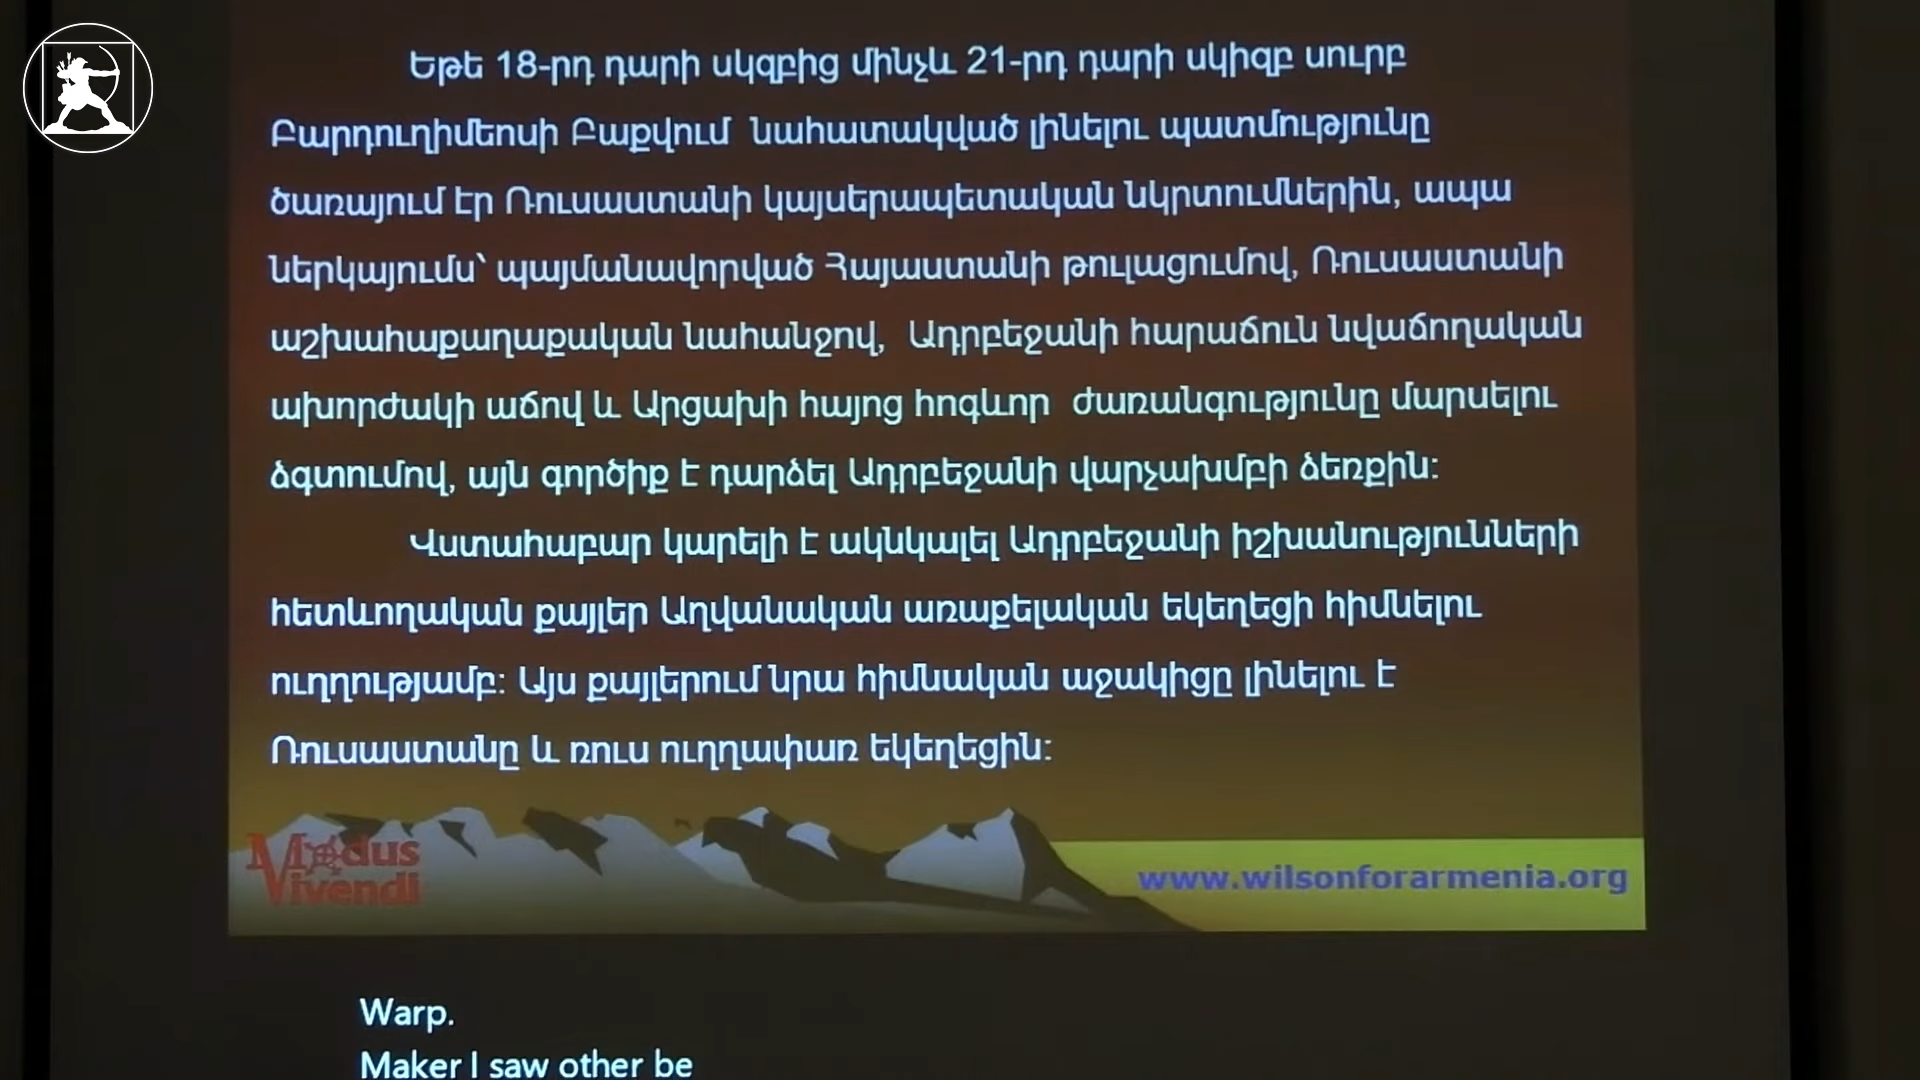 Եթե 18-րդ դարի սկզբից մինչև 21-րդ դարի սկիզբ սուրբ
Բարդուղիմեոսի Բաքվում նահատակված լինելու պատմությունը
ծառայում էր Ռուսաստանի կայսերապետական նկրտումներին, ապա
ներկայումս՝ պայմանավորված Հայաստանի թուլացումով, Ռուսաստանի
աշխահաքաղաքական նահանջով, Ադրբեջանի հարաճուն նվաճողական
ախորժակի աճով և Արցախի հայոց հոգևոր ժառանգությունը մարսելու
ձգտումով, այն գործիք է դարձել Ադրբեջանի վարչախմբի ձեռքին։
Վստահաբար կարելի է ակնկալել Ադրբեջանի իշխանությունների
հետևողական քայլեր Աղվանական առաքելական եկեղեցի հիմնելու
ուղղությամբ։ Այս քայլերում նրա հիմնական աջակիցը լինելու է
Ռուսաստանը և ռուս ուղղափառ եկեղեցին։
Modus
Vivendi
www.wilsonforarmenia.org
Warp.
Maker I saw other be